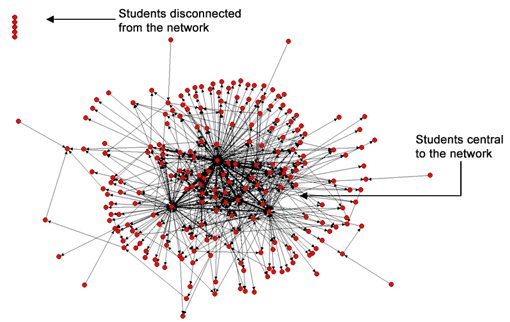 Students disconnected
from the network
Students central
to the network